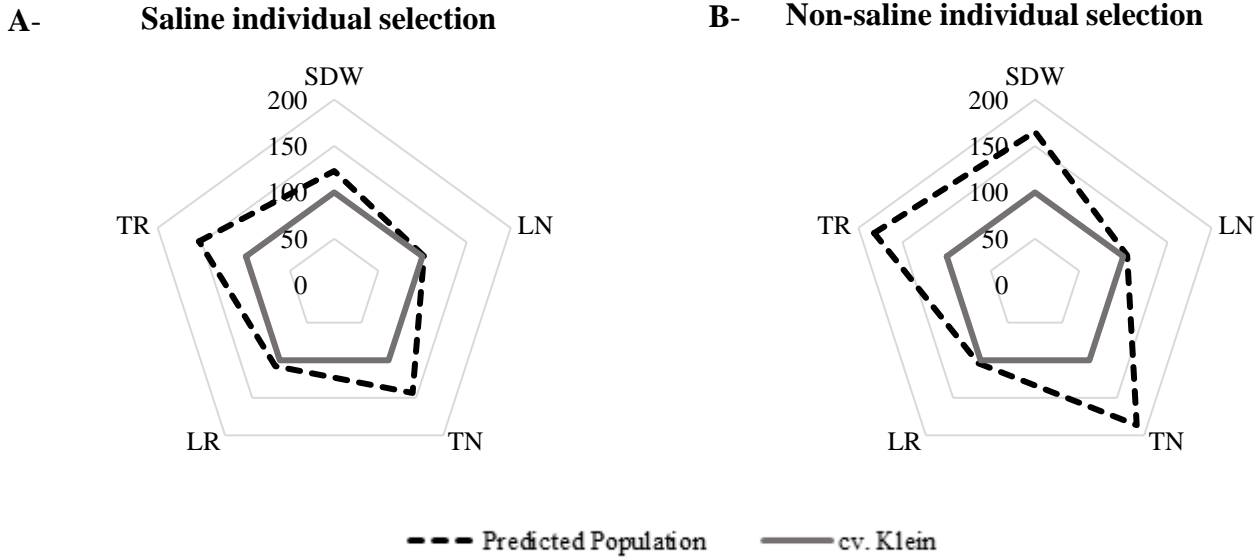 A- Saline individual selection
SDW
200
150
100
50
0
TR
LN
LR
TN
B- Non-saline individual selection
SDW
200
150
100
50
0
TR
LN
LR
TN
Predicted Population cv. Klein